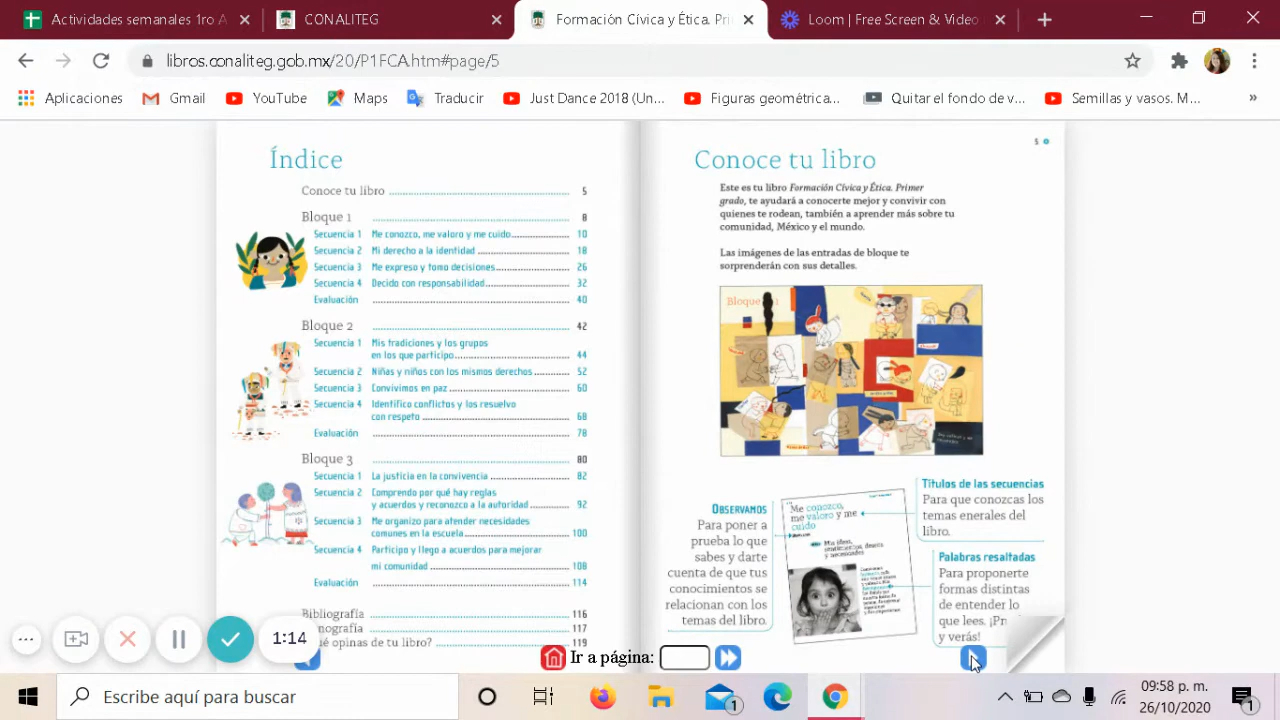 Actividades semanales 1ro A
CONALITEG
Formación Cívica y Ética. Pri
Loom | Free Screen & Video
libros.conaliteg.gob.mx/20/P1FCA.htm#page/5
Aplicaciones
Gmail
YouTube
Maps
Traducir
Just Dance 2018 (Un...
Figuras geométrica...
Quitar el fondo de v...
Semillas y vasos. M...
»
Índice
Conoce tu libro 5
Bloque 1 8
Secuencia 1 Me conozco, me valoro y me cuido 10
Secuencia 2 Mi derecho a la identidad 18
Secuencia 3 Me expreso y tomo decisiones 26
Secuencia 4 Decido con responsabilidad 32
Evaluación 40
Bloque 2 42
Secuencia 1 Mis tradiciones y los grupos
en los que participo 44
Secuencia 2 Niñas y niños con los mismos derechos 52
Secuencia 3 Convivimos en paz 60
Secuencia 4 Identifico conflictos y los resuelvo
con respeto 68
Evaluación 78
Bloque 3 80
Secuencia 1 La justicia en la convivencia 82
Secuencia 2 Comprendo por qué hay reglas
y acuerdos y reconozco a la autoridad 92
Secuencia 3 Me organizo para atender necesidades
comunes en la escuela 100
Secuencia 4 Participo y llego a acuerdos para mejorar
mi comunidad 108
Evaluación 114
Bibliografía 116
nografía 117
ué opinas de tu libro? 119
5
Conoce tu libro
Este es tu libro Formación Cívica y Ética. Primer
grado, te ayudará a conocerte mejor y convivir con
quienes te rodean, también a aprender más sobre tu
comunidad, México y el mundo.
Las imágenes de las entradas de bloque te
sorprenderán con sus detalles.
Bloque 1
OBSERVAMOS
Para poner a
prueba lo que
sabes y darte
cuenta de que tus
conocimientos se
relacionan con los
temas del libro.
Me conozco,
me valoro y me
cuido
Títulos de las secuencias
Para que conozcas los
temas enerales del
libro.
Palabras resaltadas
Para proponerte
formas distintas
de entender lo
que lees. ¡Pr
y verás!
1:14
Ir a página:
Escribe aquí para buscar
1
09:58 p. m.
26/10/2020
1